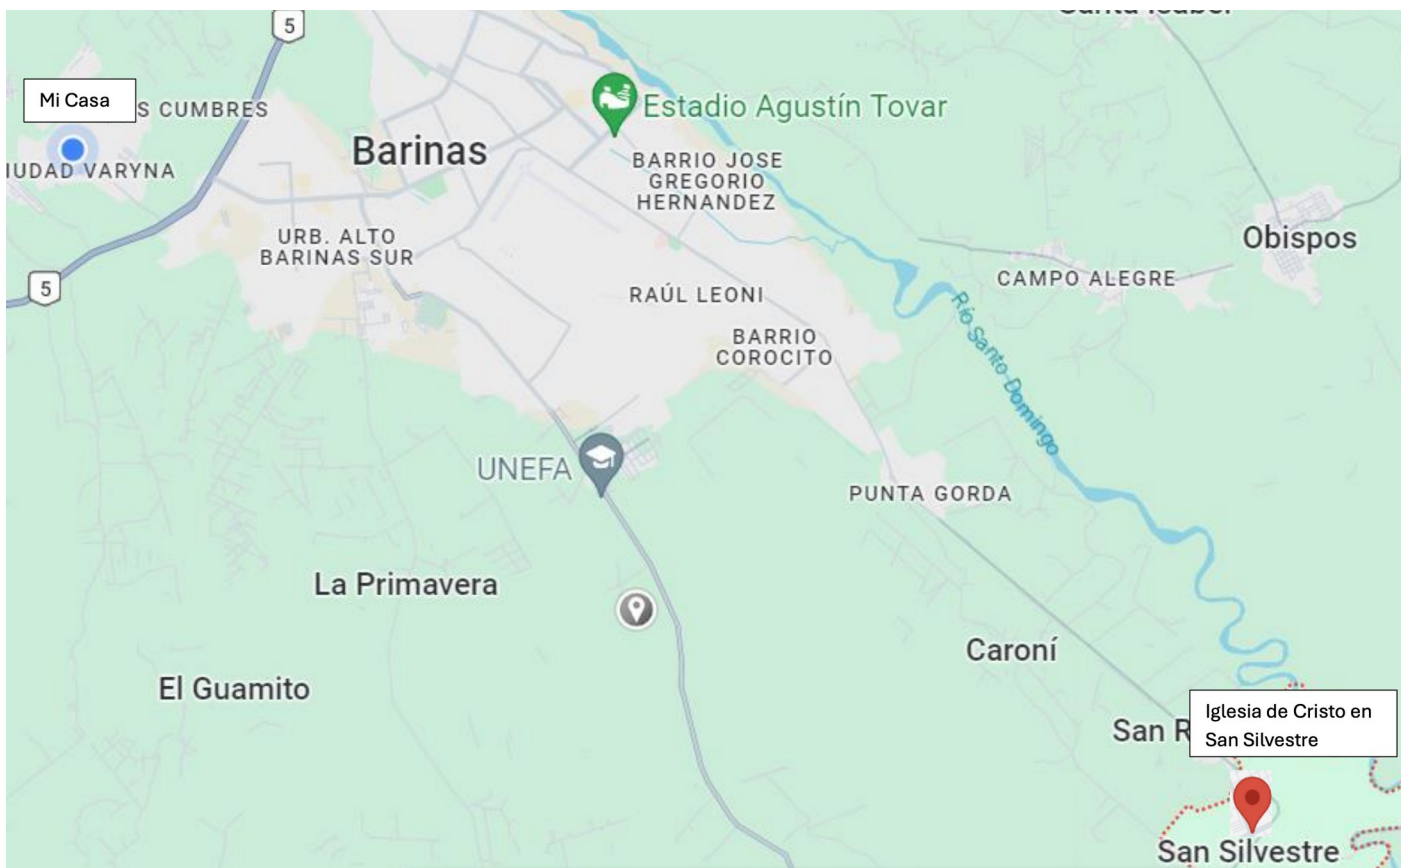 5
Mi Casa
S CUMBRES
IUDAD VARYNA
Barinas
Estadio Agustín Tovar
BARRIO JOSE
GREGORIO
HERNANDEZ
URB. ALTO
BARINAS SUR
Obispos
5
CAMPO ALEGRE
RAÚL LEONI
Río Santo Domingo
BARRIO
COROCITO
UNEFA
PUNTA GORDA
La Primavera
Caroní
El Guamito
San R
Iglesia de Cristo en
San Silvestre
San Silvestre